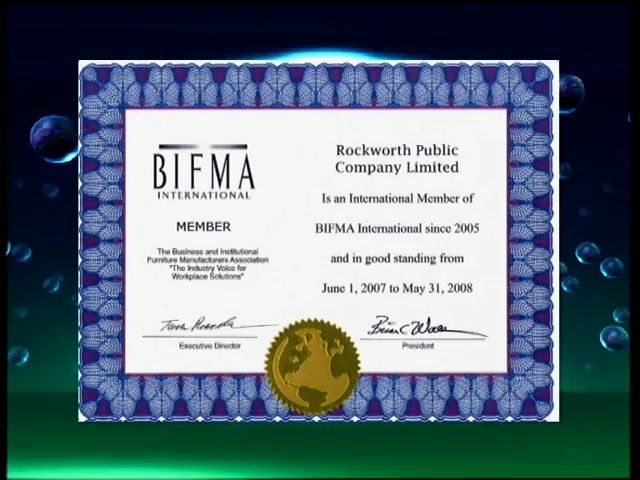 BIFMA
INTERNATIONAL
MEMBER
The Business and Institutional
Furniture Manufacturers Association
"The Industry Voice for
Workplace Solutions"
Rockworth Public
Company Limited
Is an International Member of
BIFMA International since 2005
and in good standing from
June 1, 2007 to May 31, 2008
Executive Director
President